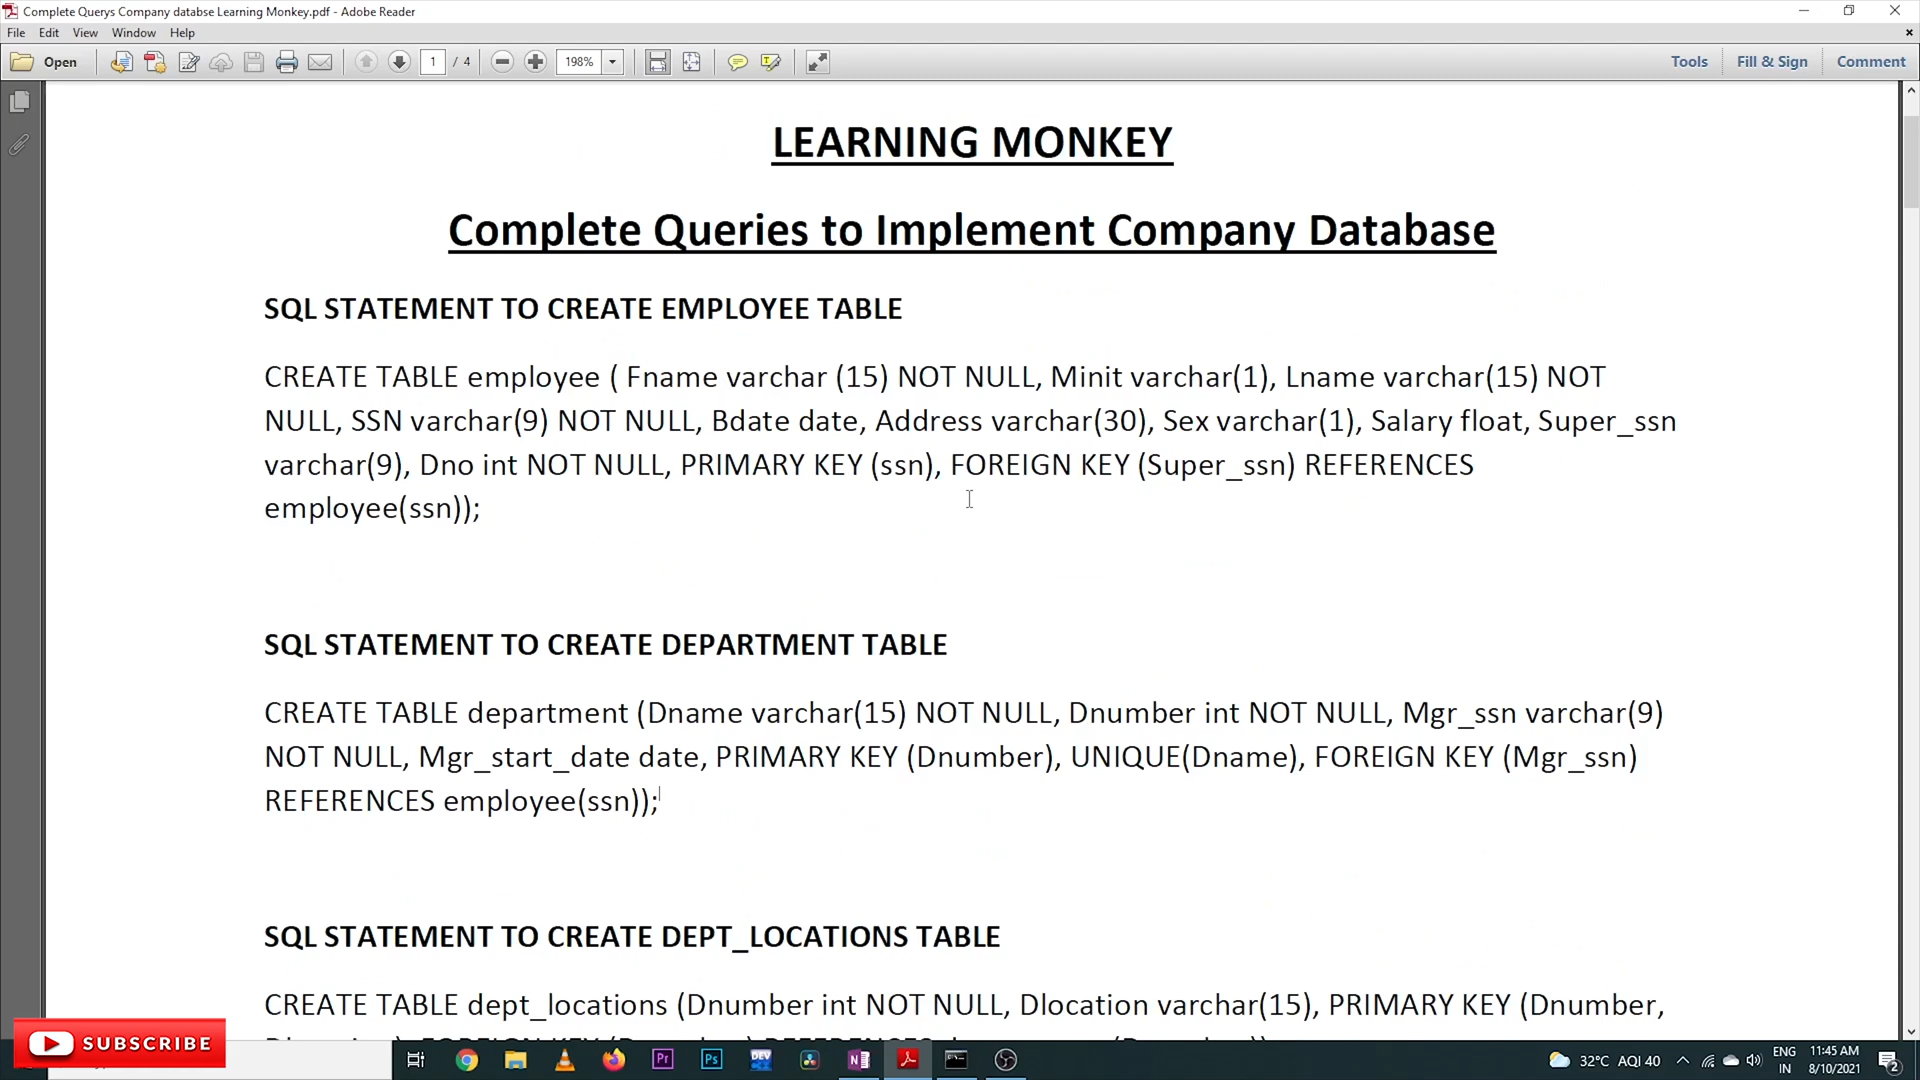 Complete Querys Company databse Learning Monkey.pdf - Adobe Reader
File Edit View Window Help
Open 1 / 4 198% Tools Fill & Sign Comment
LEARNING MONKEY
Complete Queries to Implement Company Database
SQL STATEMENT TO CREATE EMPLOYEE TABLE
CREATE TABLE employee ( Fname varchar (15) NOT NULL, Minit varchar(1), Lname varchar(15) NOT
NULL, SSN varchar(9) NOT NULL, Bdate date, Address varchar(30), Sex varchar(1), Salary float, Super_ssn
varchar(9), Dno int NOT NULL, PRIMARY KEY (ssn), FOREIGN KEY (Super_ssn) REFERENCES
employee(ssn));
SQL STATEMENT TO CREATE DEPARTMENT TABLE
CREATE TABLE department (Dname varchar(15) NOT NULL, Dnumber int NOT NULL, Mgr_ssn varchar(9)
NOT NULL, Mgr_start_date date, PRIMARY KEY (Dnumber), UNIQUE(Dname), FOREIGN KEY (Mgr_ssn)
REFERENCES employee(ssn));
SQL STATEMENT TO CREATE DEPT_LOCATIONS TABLE
CREATE TABLE dept_locations (Dnumber int NOT NULL, Dlocation varchar(15), PRIMARY KEY (Dnumber,
SUBSCRIBE
Pr Ps DEV N
32°C AQI 40 ENG IN 11:45 AM 8/10/2021 2